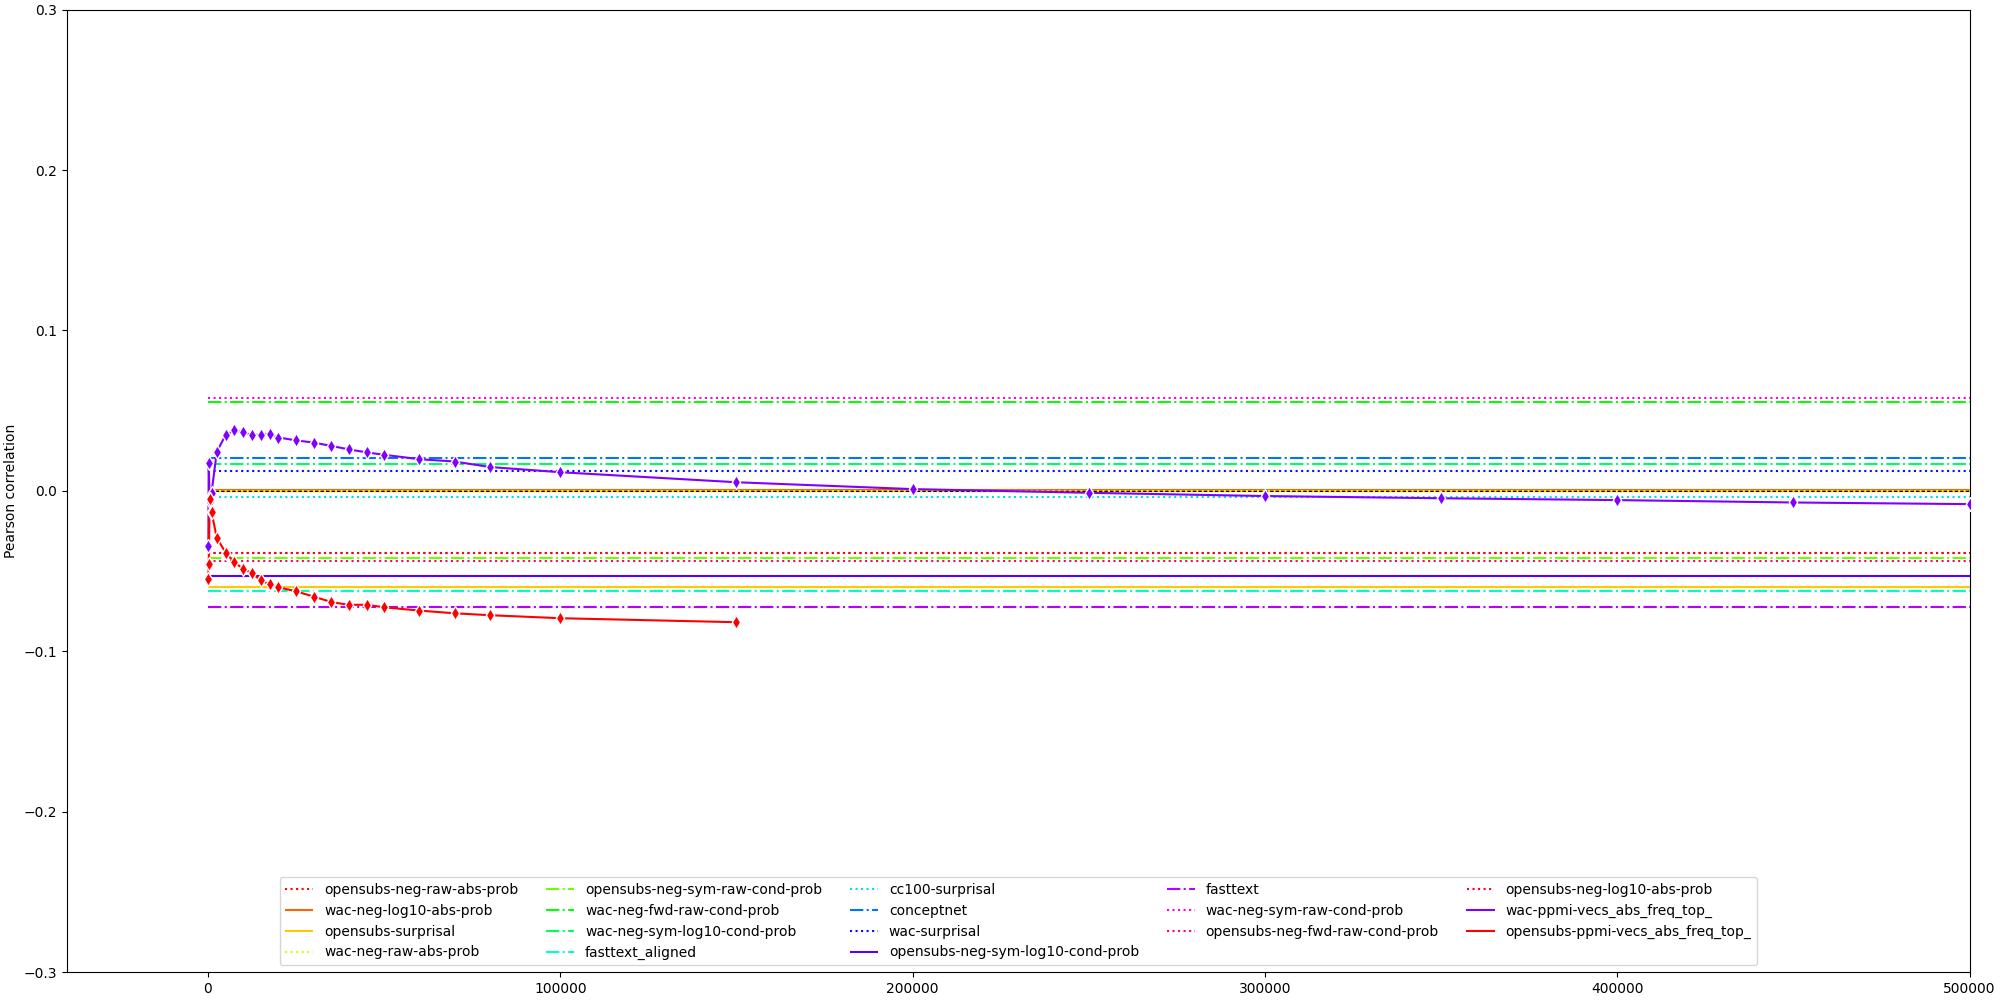 0.3
0.2
0.1
0.0
−0.1
−0.2
−0.3
Pearson correlation
opensubs-neg-raw-abs-prob
wac-neg-log10-abs-prob
opensubs-surprisal
wac-neg-raw-abs-prob
opensubs-neg-sym-raw-cond-prob
wac-neg-fwd-raw-cond-prob
wac-neg-sym-log10-cond-prob
fasttext_aligned
cc100-surprisal
conceptnet
wac-surprisal
opensubs-neg-sym-log10-cond-prob
fasttext
wac-neg-sym-raw-cond-prob
opensubs-neg-fwd-raw-cond-prob
opensubs-neg-log10-abs-prob
wac-ppmi-vecs_abs_freq_top_
opensubs-ppmi-vecs_abs_freq_top_
0 100000 200000 300000 400000 500000